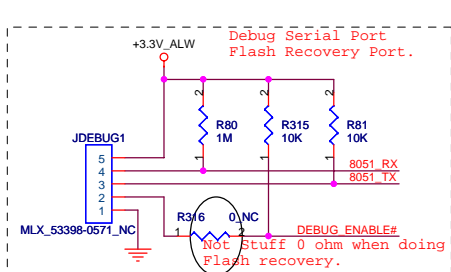 Debug Serial Port
Flash Recovery Port.
+3.3V_ALW
2
2
2
R80
1M
R315
10K
R81
10K
JDEBUG1
1
1
1
5
4
3
2
1
8051_RX
8051_TX
R316
0_NC
1
2
DEBUG_ENABLE#
MLX_53398-0571_NC
Not Stuff 0 ohm when doing
Flash recovery.